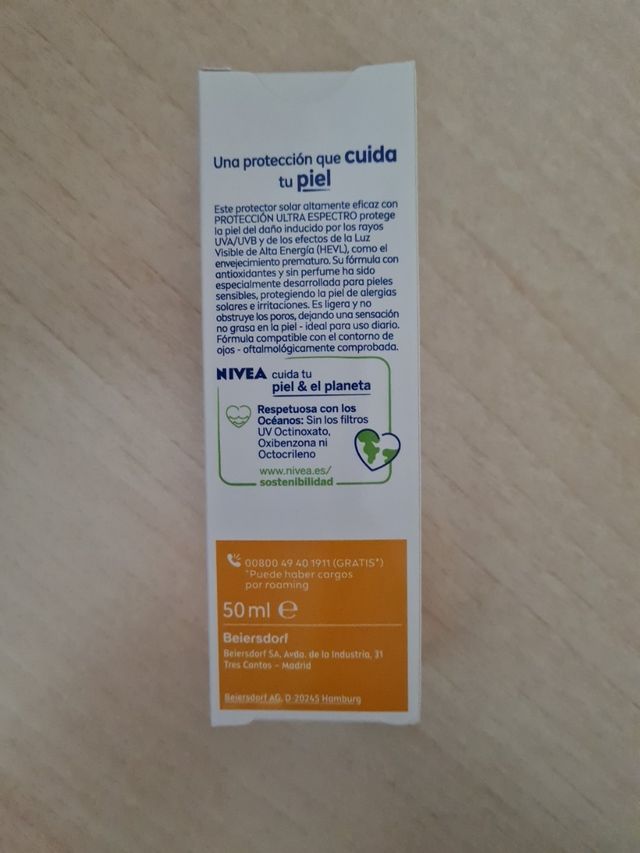 Una protección que cuida
tu piel
Este protector solar altamente eficaz con
PROTECCIÓN ULTRA ESPECTRO protege
la piel del daño inducido por los rayos
UVA/UVB y de los efectos de la Luz
Visible de Alta Energía (HEVL), como el
envejecimiento prematuro. Su fórmula con
antioxidantes y sin perfume ha sido
especialmente desarrollada para pieles
sensibles, protegiendo la piel de alergias
solares e irritaciones. Es ligera y no
obstruye los poros, dejando una sensación
no grasa en la piel - ideal para uso diario.
Fórmula compatible con el contorno de
ojos - oftalmológicamente comprobada.
NIVEA cuida tu
piel & el planeta
Respetuosa con los
Océanos: Sin los filtros
UV Octinoxato,
Oxibenzona ni
Octocrileno
www.nivea.es/
sostenibilidad
00800 49 40 1911 (GRATIS*)
*Puede haber cargos
por roaming
50 ml e
Beiersdorf
Beiersdorf SA, Avda. de la Industria, 31
Tres Cantos – Madrid
Beiersdorf AG, D-20245 Hamburg